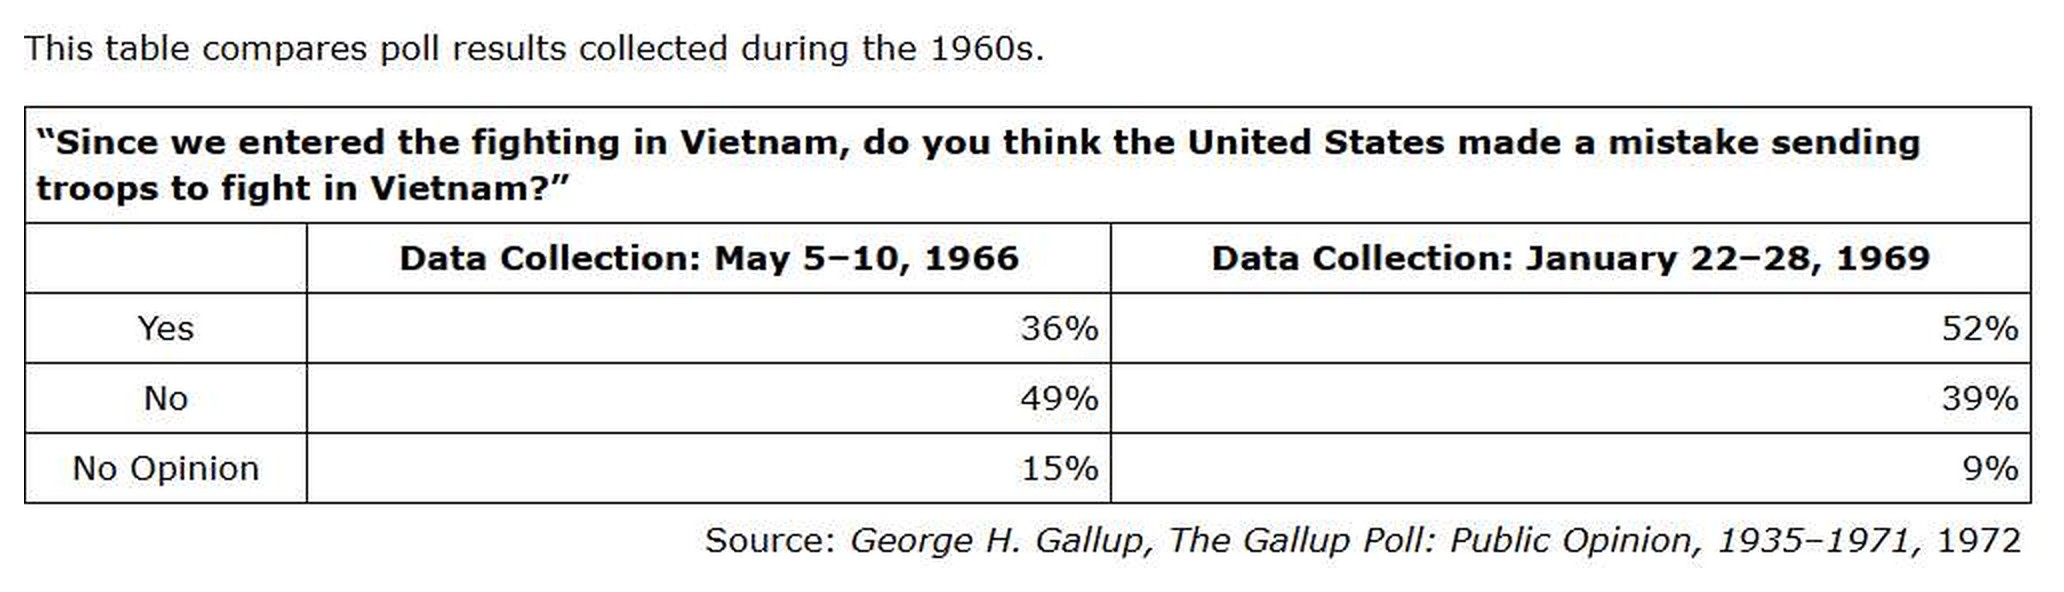 This table compares poll results collected during the 1960s.
“Since we entered the fighting in Vietnam, do you think the United States made a mistake sending
troops to fight in Vietnam?”
Data Collection: May 5–10, 1966 Data Collection: January 22–28, 1969
Yes 36% 52%
No 49% 39%
No Opinion 15% 9%
Source: George H. Gallup, The Gallup Poll: Public Opinion, 1935–1971, 1972